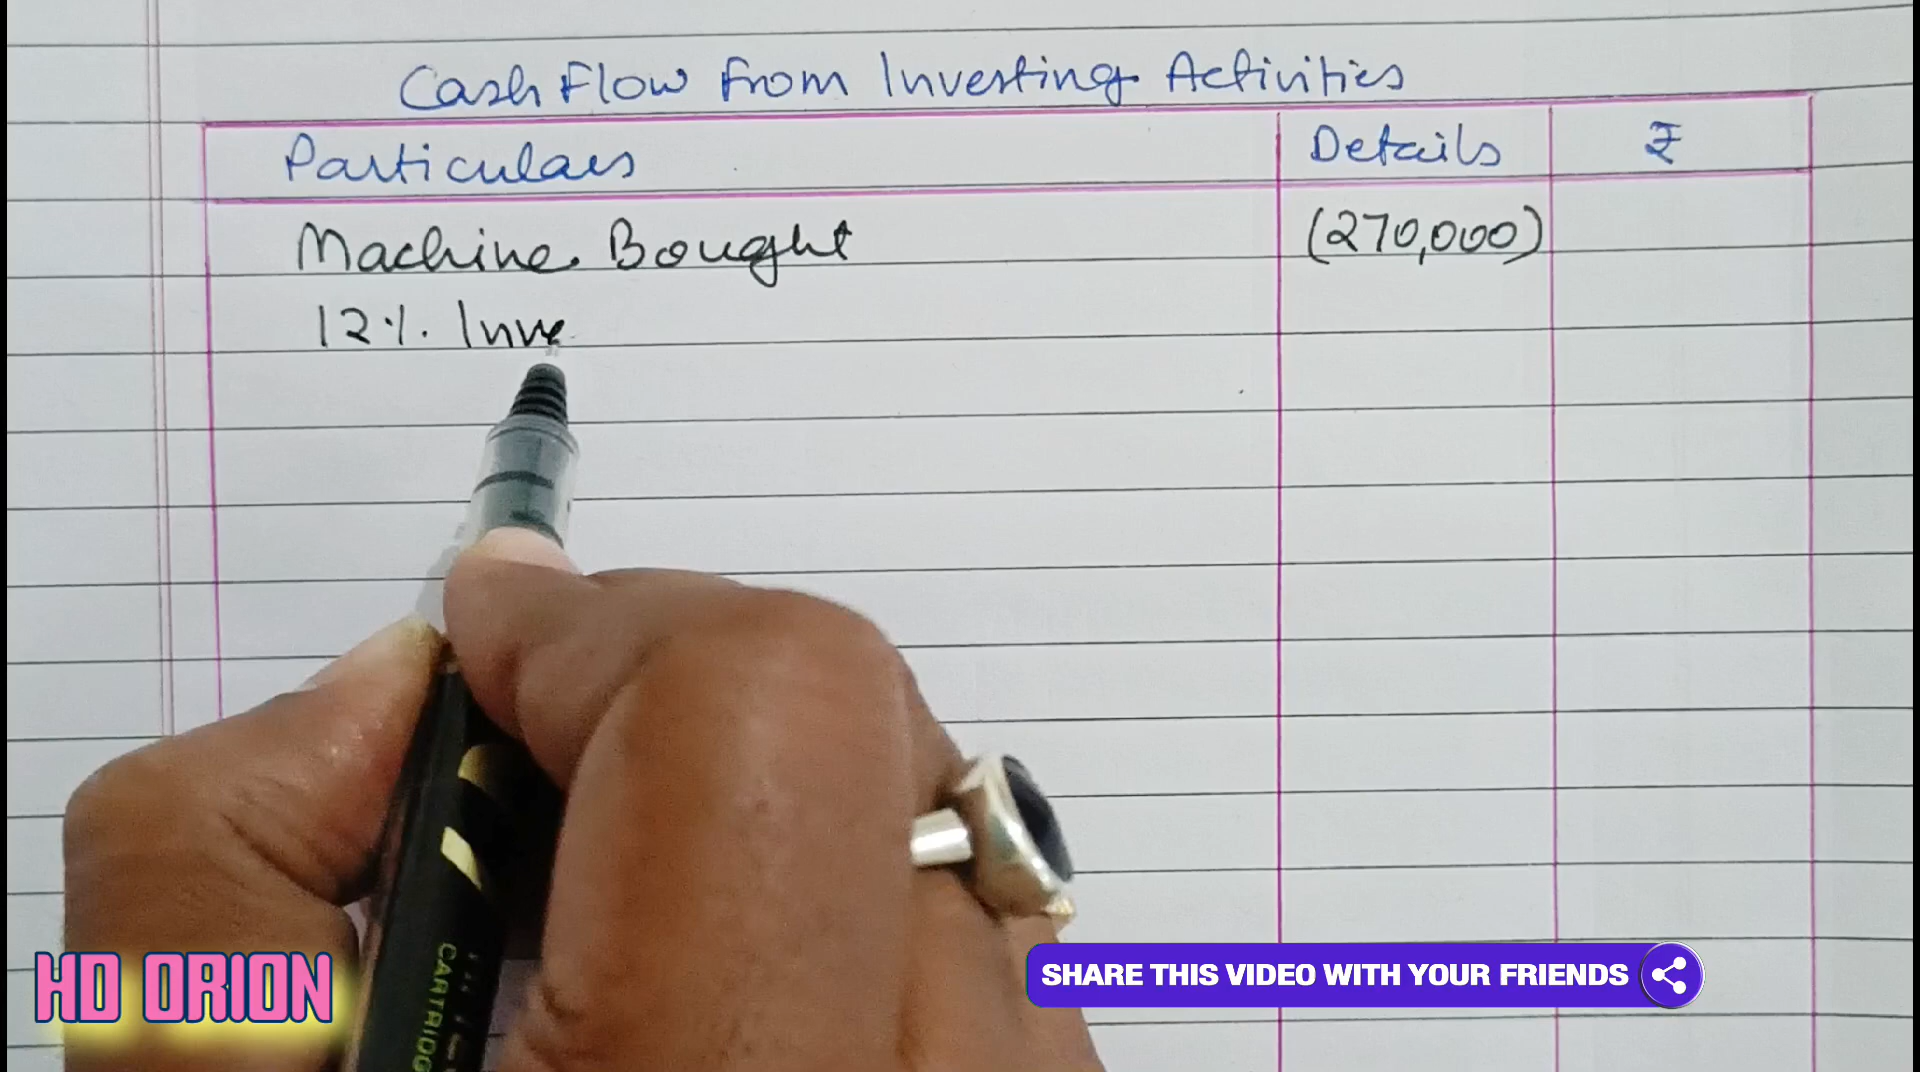 Cash Flow From Investing Activities
Particulars Details ₹
Machine Bought (270,000)
12%. Inve
CARTRIDG
HD ORION
SHARE THIS VIDEO WITH YOUR FRIENDS